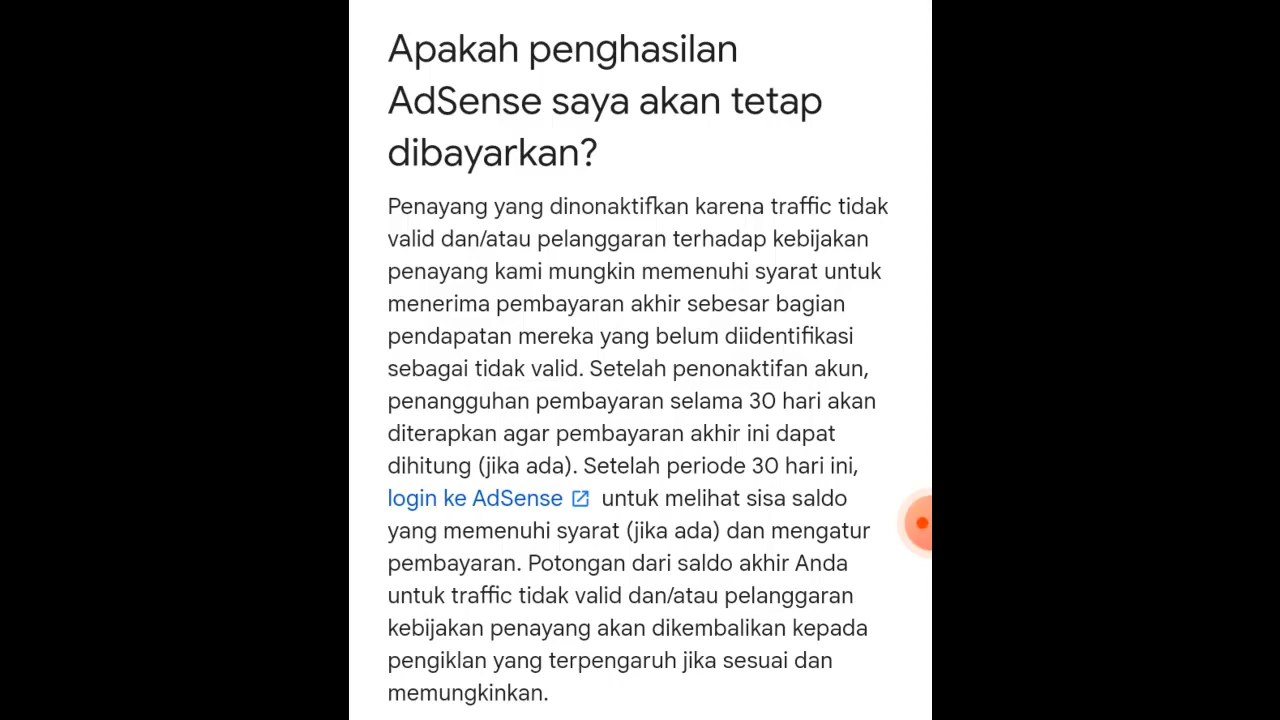 Apakah penghasilan
AdSense saya akan tetap
dibayarkan?
Penayang yang dinonaktifkan karena traffic tidak
valid dan/atau pelanggaran terhadap kebijakan
penayang kami mungkin memenuhi syarat untuk
menerima pembayaran akhir sebesar bagian
pendapatan mereka yang belum diidentifikasi
sebagai tidak valid. Setelah penonaktifan akun,
penangguhan pembayaran selama 30 hari akan
diterapkan agar pembayaran akhir ini dapat
dihitung (jika ada). Setelah periode 30 hari ini,
login ke AdSense untuk melihat sisa saldo
yang memenuhi syarat (jika ada) dan mengatur
pembayaran. Potongan dari saldo akhir Anda
untuk traffic tidak valid dan/atau pelanggaran
kebijakan penayang akan dikembalikan kepada
pengiklan yang terpengaruh jika sesuai dan
memungkinkan.